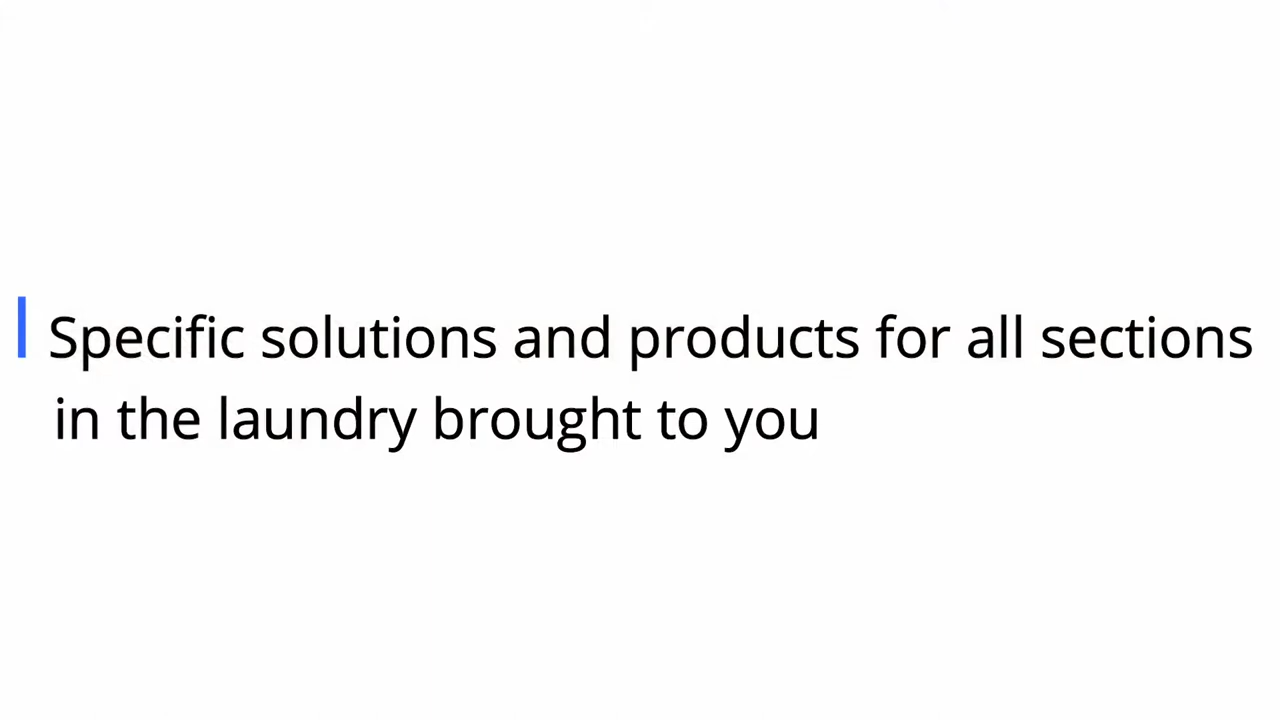 Specific solutions and products for all sections
in the laundry brought to you